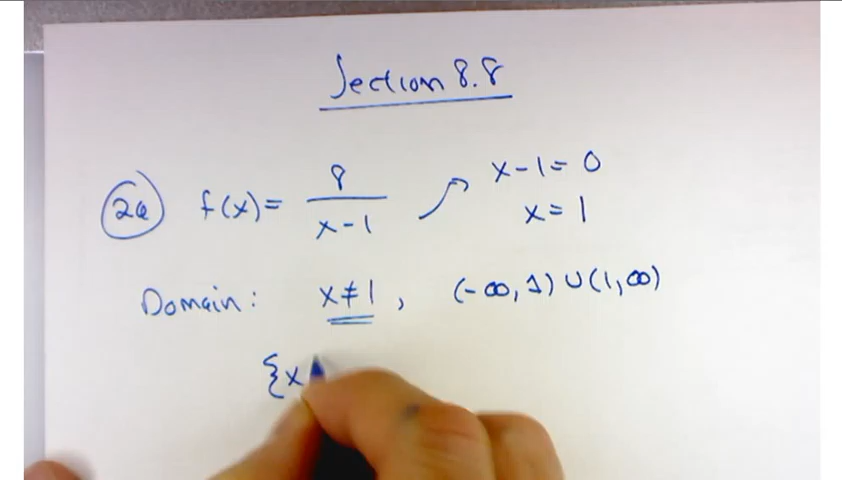 Section 8.8
2a f(x) = 8/(x-1) x-1=0
x=1
Domain: x≠1, (-∞,1)∪(1,∞)
{x